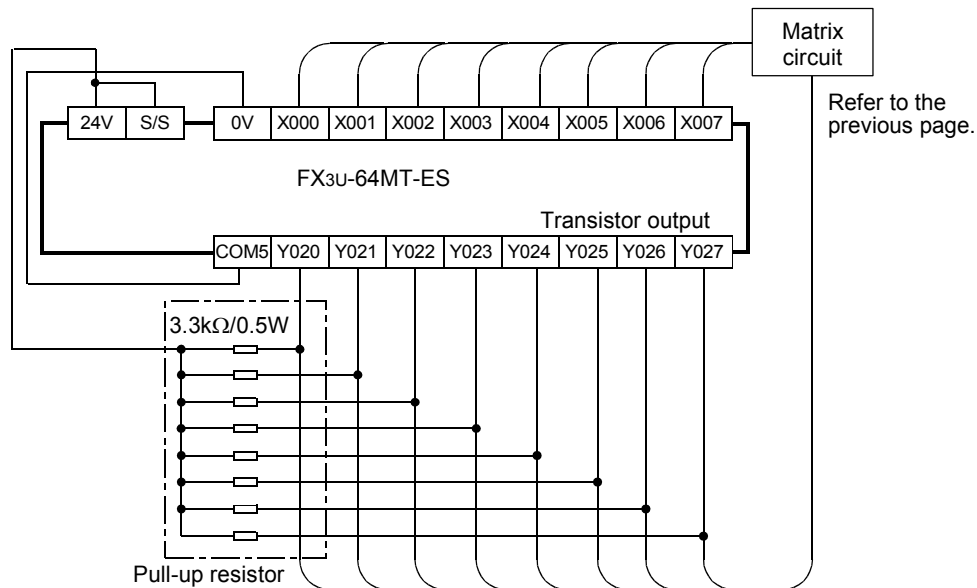 Matrix
circuit
Refer to the
previous page.
24V S/S 0V X000 X001 X002 X003 X004 X005 X006 X007
FX3U-64MT-ES
Transistor output
COM5 Y020 Y021 Y022 Y023 Y024 Y025 Y026 Y027
3.3kΩ/0.5W
Pull-up resistor